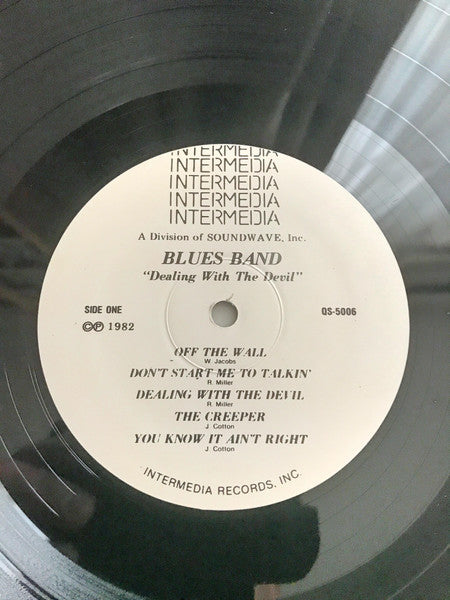 INTERMEDIA
INTERMEDIA
INTERMEDIA
INTERMEDIA
INTERMEDIA
A Division of SOUNDWAVE, Inc.
BLUES BAND
"Dealing With The Devil"
SIDE ONE
QS-5006
©℗ 1982
OFF THE WALL
W. Jacobs
DON'T START ME TO TALKIN'
R. Miller
DEALING WITH THE DEVIL
R. Miller
THE CREEPER
J. Cotton
YOU KNOW IT AIN'T RIGHT
J. Cotton
INTERMEDIA RECORDS, INC.